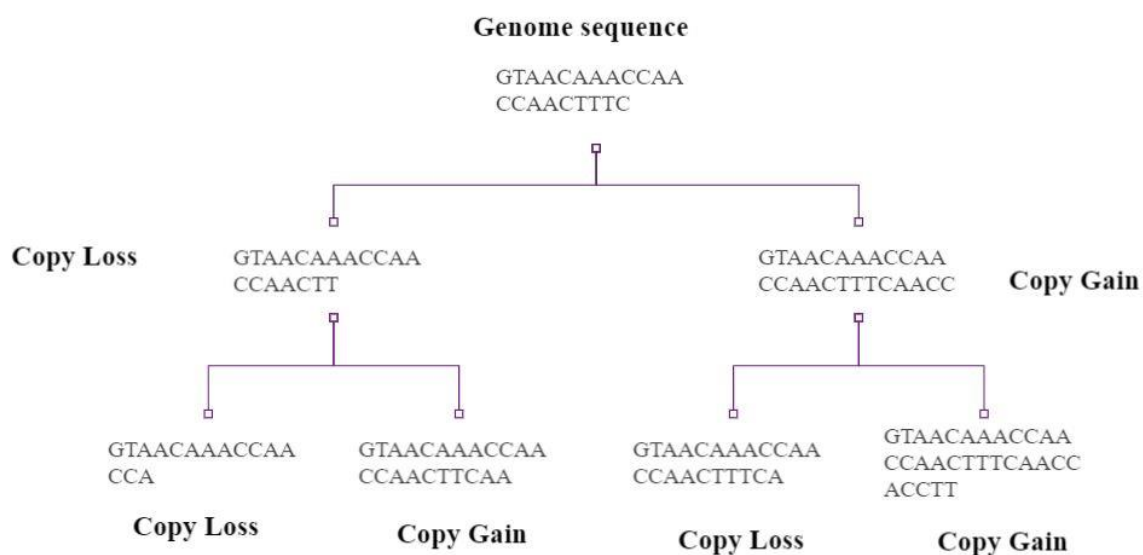 Genome sequence
GTAACAAACCAA
CCAACTTTC
Copy Loss
GTAACAAACCAA
CCAACTT
GTAACAAACCAA
CCAACTTTCAACC
Copy Gain
GTAACAAACCAA
CCA
Copy Loss
GTAACAAACCAA
CCAACTTCAA
Copy Gain
GTAACAAACCAA
CCAACTTTCA
Copy Loss
GTAACAAACCAA
CCAACTTTCAACC
ACCTT
Copy Gain